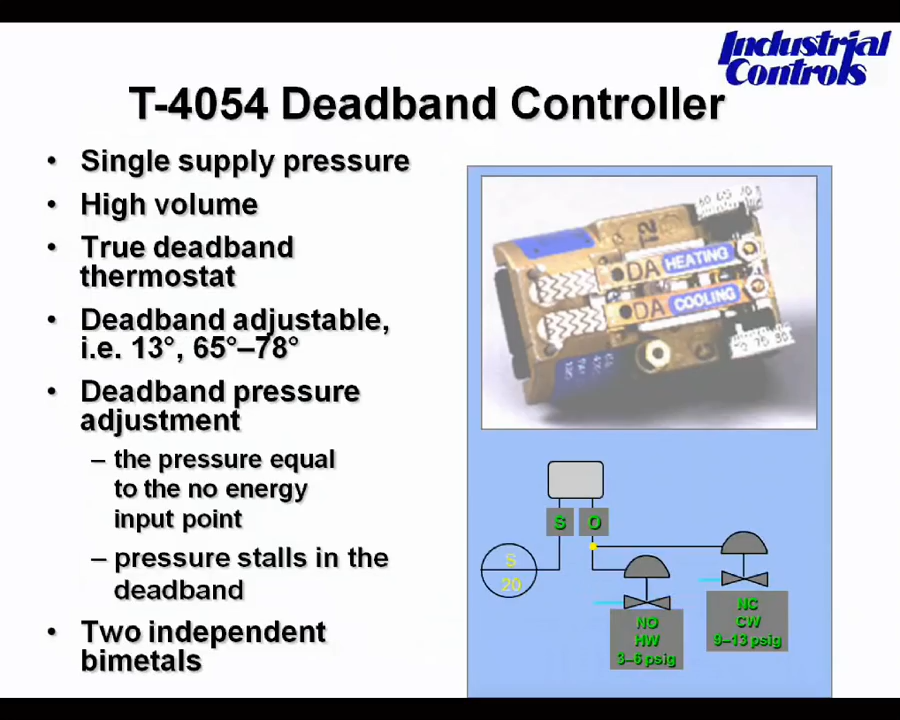 Industrial
Controls
T-4054 Deadband Controller
• Single supply pressure
• High volume
• True deadband
thermostat
• Deadband adjustable,
i.e. 13°, 65°–78°
• Deadband pressure
adjustment
– the pressure equal
to the no energy
input point
– pressure stalls in the
deadband
• Two independent
bimetals
T2
DA HEATING
DA COOLING
S O
S
20
NO
HW
3–6 psig
NC
CW
9–13 psig